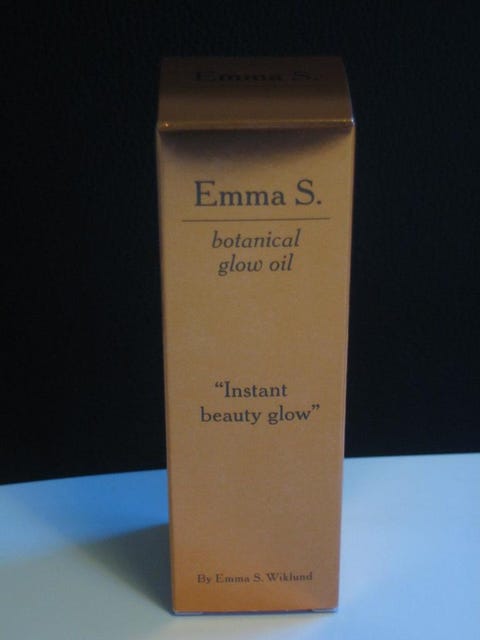 Emma S.
Emma S.
botanical
glow oil
“Instant
beauty glow”
By Emma S. Wiklund